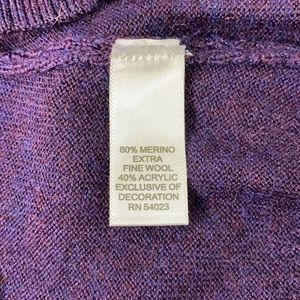 60% MERINO
EXTRA
FINE WOOL
40% ACRYLIC
EXCLUSIVE OF
DECORATION
RN 54023